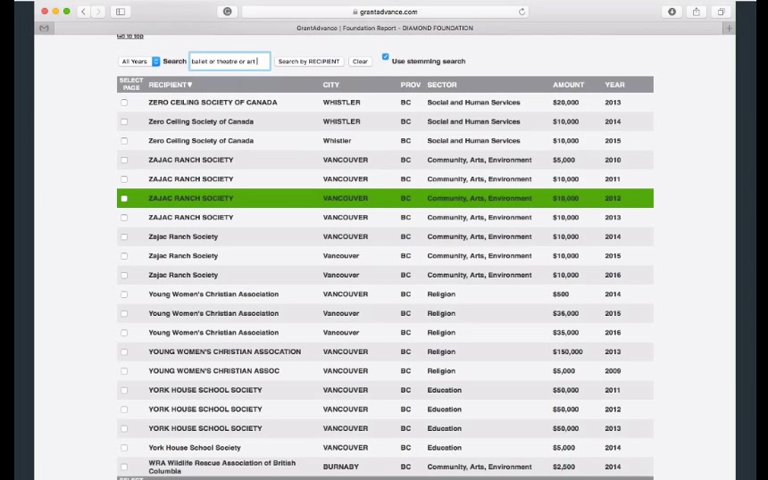 grantadvance.com
GrantAdvance | Foundation Report - DIAMOND FOUNDATION
Go to top
All Years Search ballet or theatre or art Search by RECIPIENT Clear Use stemming search
SELECT PAGE RECIPIENT▼ CITY PROV SECTOR AMOUNT YEAR
ZERO CEILING SOCIETY OF CANADA WHISTLER BC Social and Human Services $20,000 2013
Zero Ceiling Society of Canada WHISTLER BC Social and Human Services $10,000 2014
Zero Ceiling Society of Canada Whistler BC Social and Human Services $10,000 2015
ZAJAC RANCH SOCIETY VANCOUVER BC Community, Arts, Environment $5,000 2010
ZAJAC RANCH SOCIETY VANCOUVER BC Community, Arts, Environment $10,000 2011
ZAJAC RANCH SOCIETY VANCOUVER BC Community, Arts, Environment $10,000 2012
ZAJAC RANCH SOCIETY VANCOUVER BC Community, Arts, Environment $10,000 2013
Zajac Ranch Society VANCOUVER BC Community, Arts, Environment $10,000 2014
Zajac Ranch Society Vancouver BC Community, Arts, Environment $10,000 2015
Zajac Ranch Society Vancouver BC Community, Arts, Environment $10,000 2016
Young Women's Christian Association VANCOUVER BC Religion $500 2014
Young Women's Christian Association Vancouver BC Religion $35,000 2015
Young Women's Christian Association Vancouver BC Religion $35,000 2016
YOUNG WOMEN'S CHRISTIAN ASSOCATION VANCOUVER BC Religion $150,000 2013
YOUNG WOMEN'S CHRISTIAN ASSOC VANCOUVER BC Religion $5,000 2009
YORK HOUSE SCHOOL SOCIETY VANCOUVER BC Education $50,000 2011
YORK HOUSE SCHOOL SOCIETY VANCOUVER BC Education $50,000 2012
YORK HOUSE SCHOOL SOCIETY VANCOUVER BC Education $50,000 2013
York House School Society VANCOUVER BC Education $5,000 2014
WRA Wildlife Rescue Association of British Columbia BURNABY BC Community, Arts, Environment $2,500 2014